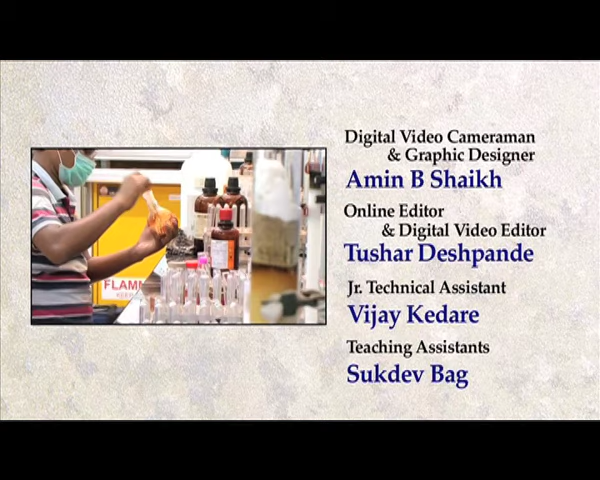 Digital Video Cameraman
& Graphic Designer
Amin B Shaikh
Online Editor
& Digital Video Editor
Tushar Deshpande
Jr. Technical Assistant
Vijay Kedare
Teaching Assistants
Sukdev Bag
FLAMM